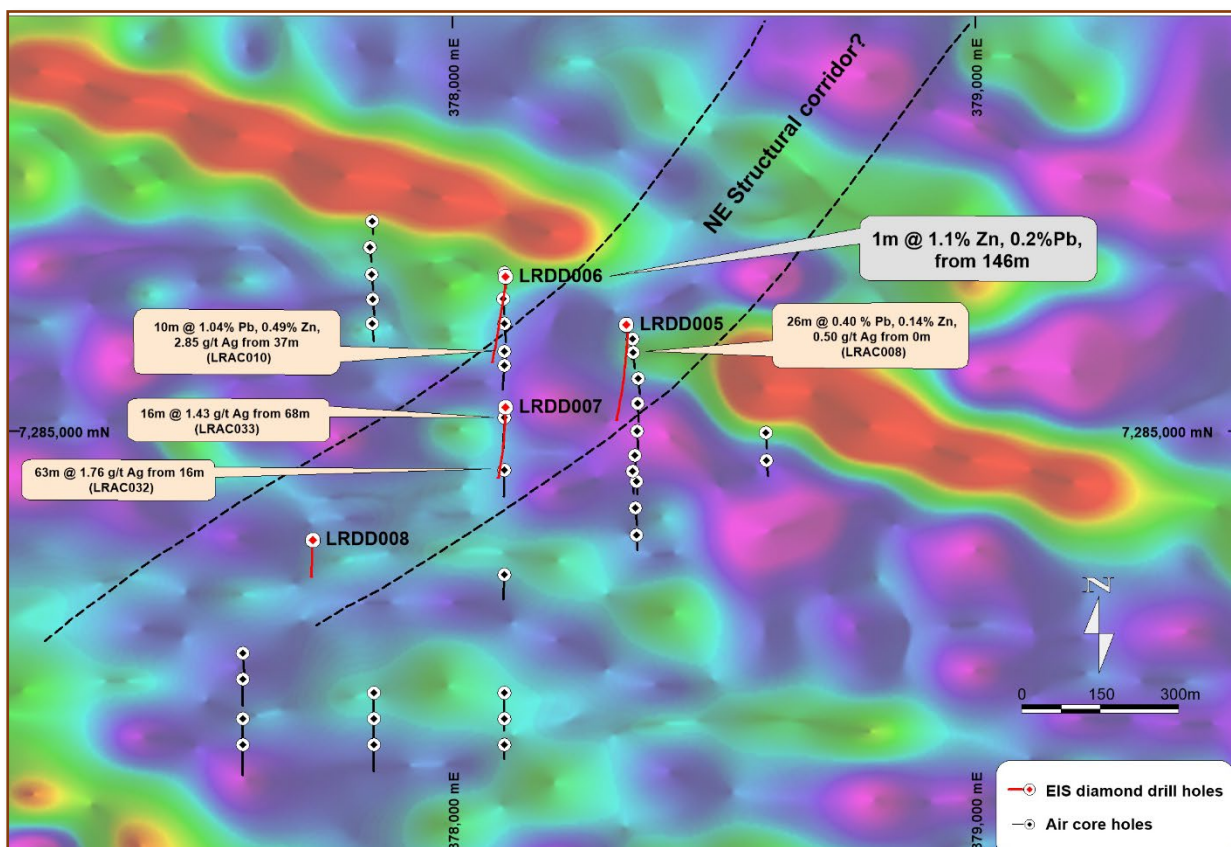 378,000 mE
379,000 mE
NE Structural corridor?
1m @ 1.1% Zn, 0.2%Pb,
from 146m
LRDD006
10m @ 1.04% Pb, 0.49% Zn,
2.85 g/t Ag from 37m
(LRAC010)
LRDD005
26m @ 0.40 % Pb, 0.14% Zn,
0.50 g/t Ag from 0m
(LRAC008)
LRDD007
16m @ 1.43 g/t Ag from 68m
(LRAC033)
7,285,000 mN
7,285,000 mN
63m @ 1.76 g/t Ag from 16m
(LRAC032)
LRDD008
N
0 150 300m
378,000 mE
379,000 mE
EIS diamond drill holes
Air core holes